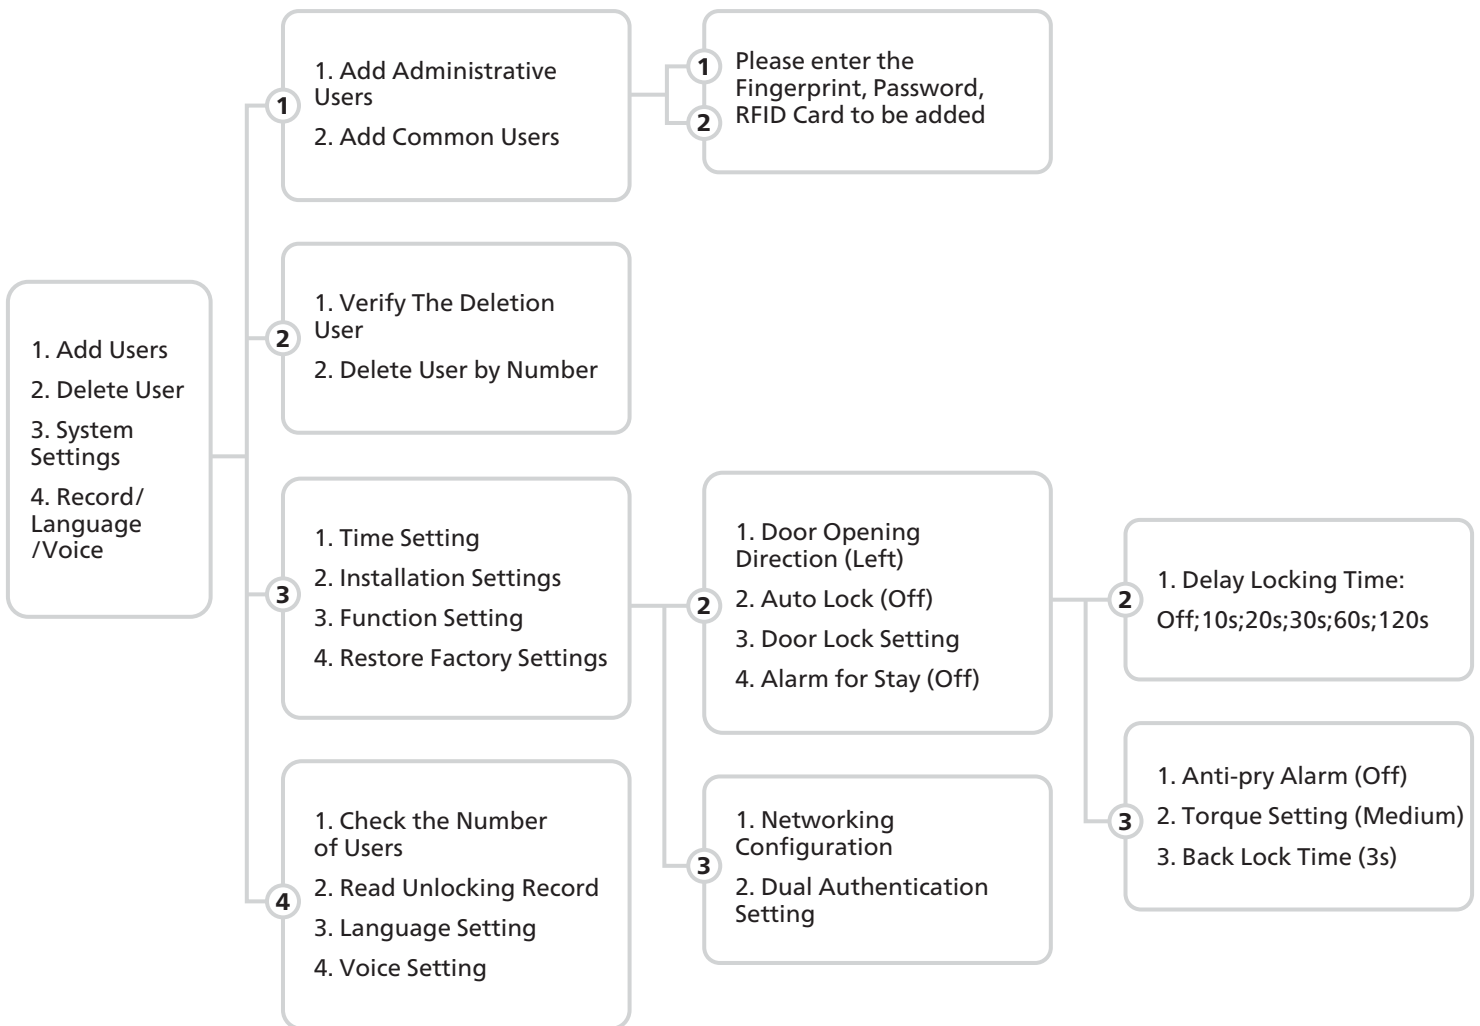 1. Add Users
2. Delete User
3. System
Settings
4. Record/
Language
/Voice
1
1. Add Administrative
Users
2. Add Common Users
1
2
Please enter the
Fingerprint, Password,
RFID Card to be added
2
1. Verify The Deletion
User
2. Delete User by Number
3
1. Time Setting
2. Installation Settings
3. Function Setting
4. Restore Factory Settings
2
1. Door Opening
Direction (Left)
2. Auto Lock (Off)
3. Door Lock Setting
4. Alarm for Stay (Off)
2
1. Delay Locking Time:
Off;10s;20s;30s;60s;120s
3
1. Anti-pry Alarm (Off)
2. Torque Setting (Medium)
3. Back Lock Time (3s)
3
1. Networking
Configuration
2. Dual Authentication
Setting
4
1. Check the Number
of Users
2. Read Unlocking Record
3. Language Setting
4. Voice Setting